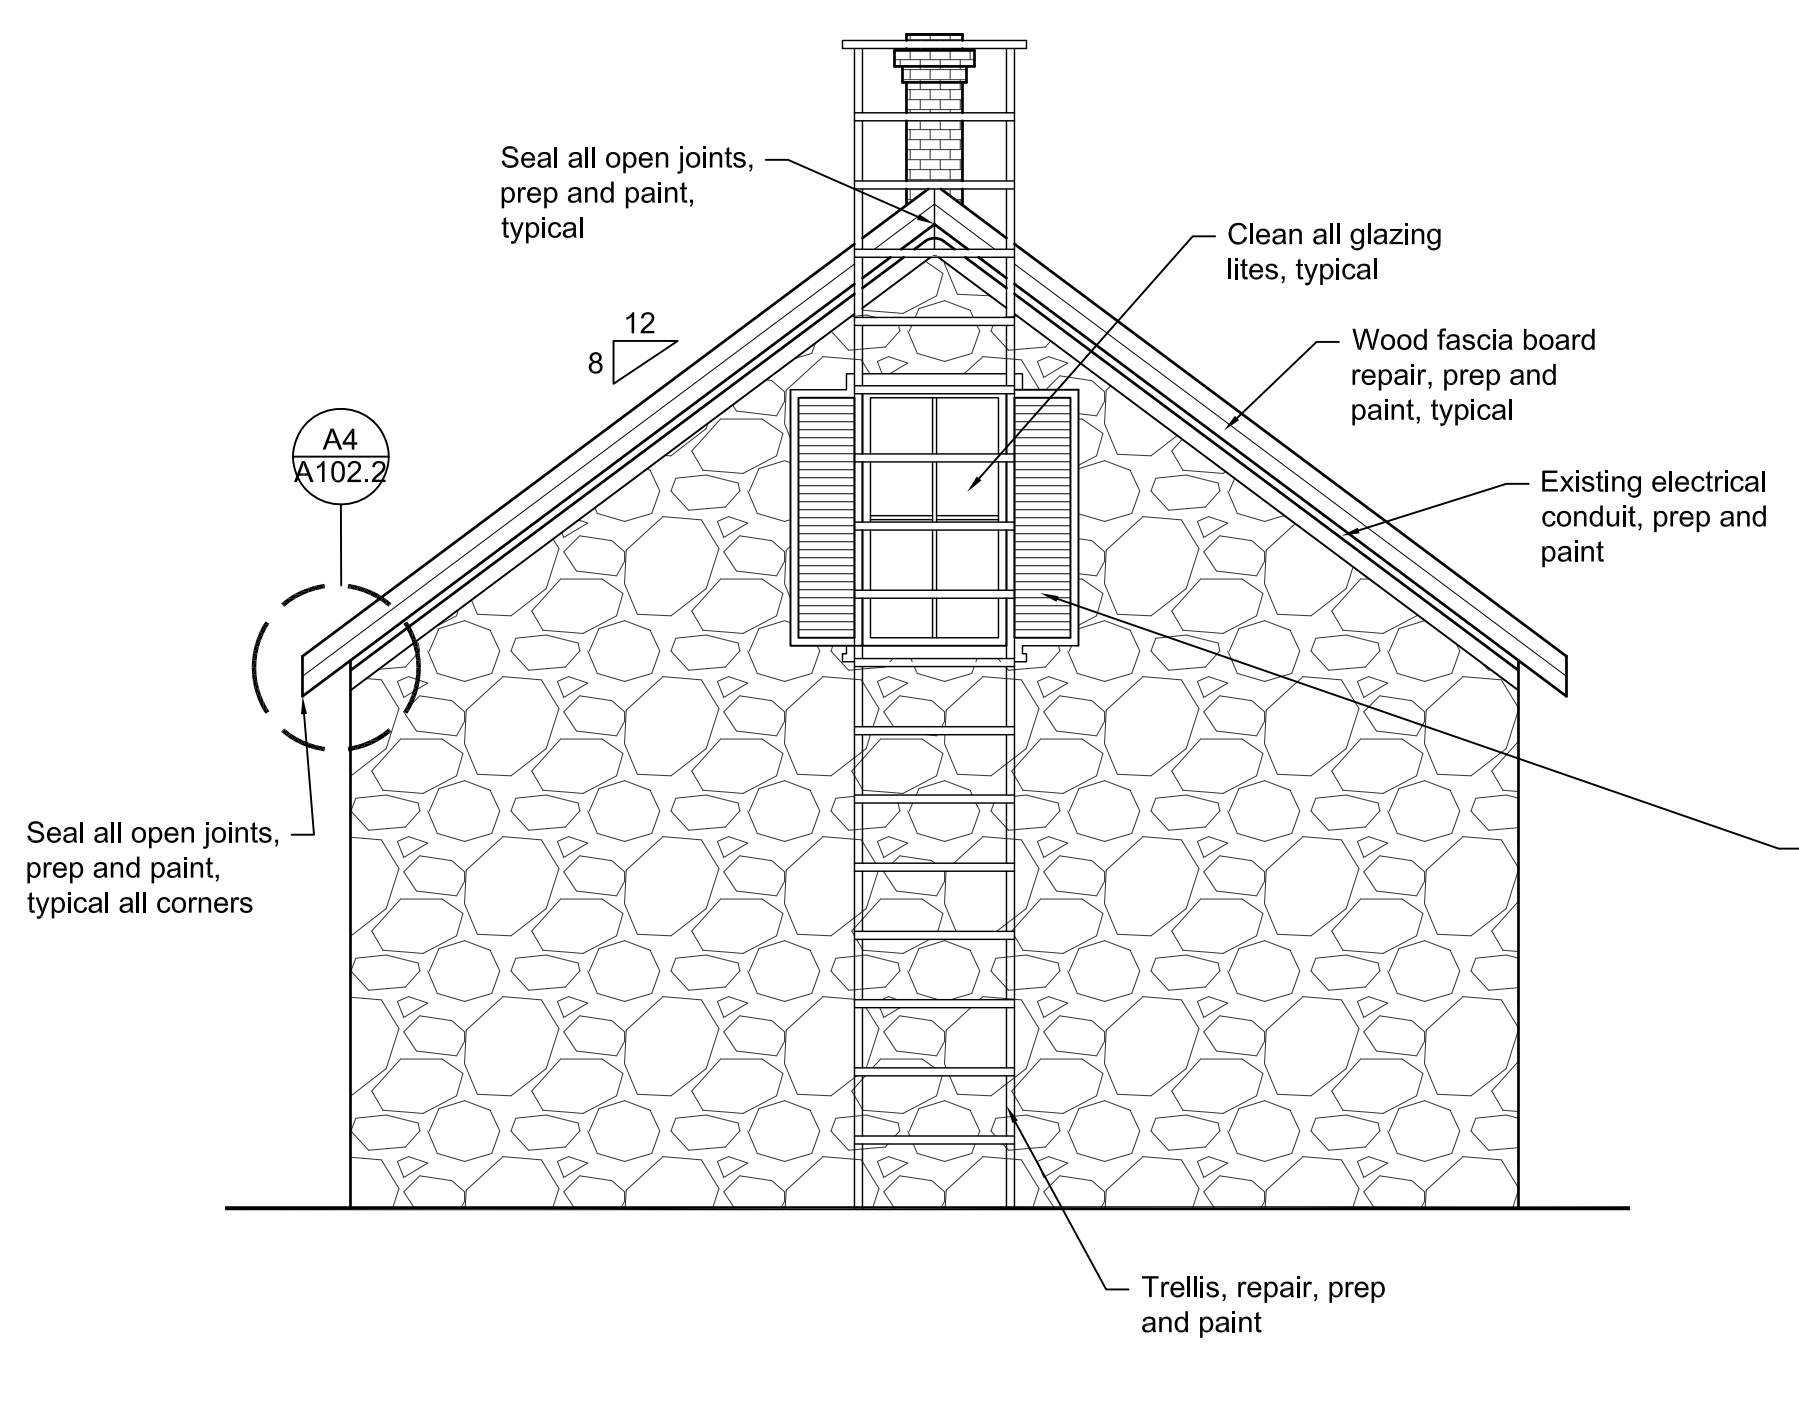 Seal all open joints,
prep and paint,
typical
Clean all glazing
lites, typical
12
8
Wood fascia board
repair, prep and
paint, typical
A4
A102.2
Existing electrical
conduit, prep and
paint
Seal all open joints,
prep and paint,
typical all corners
Trellis, repair, prep
and paint